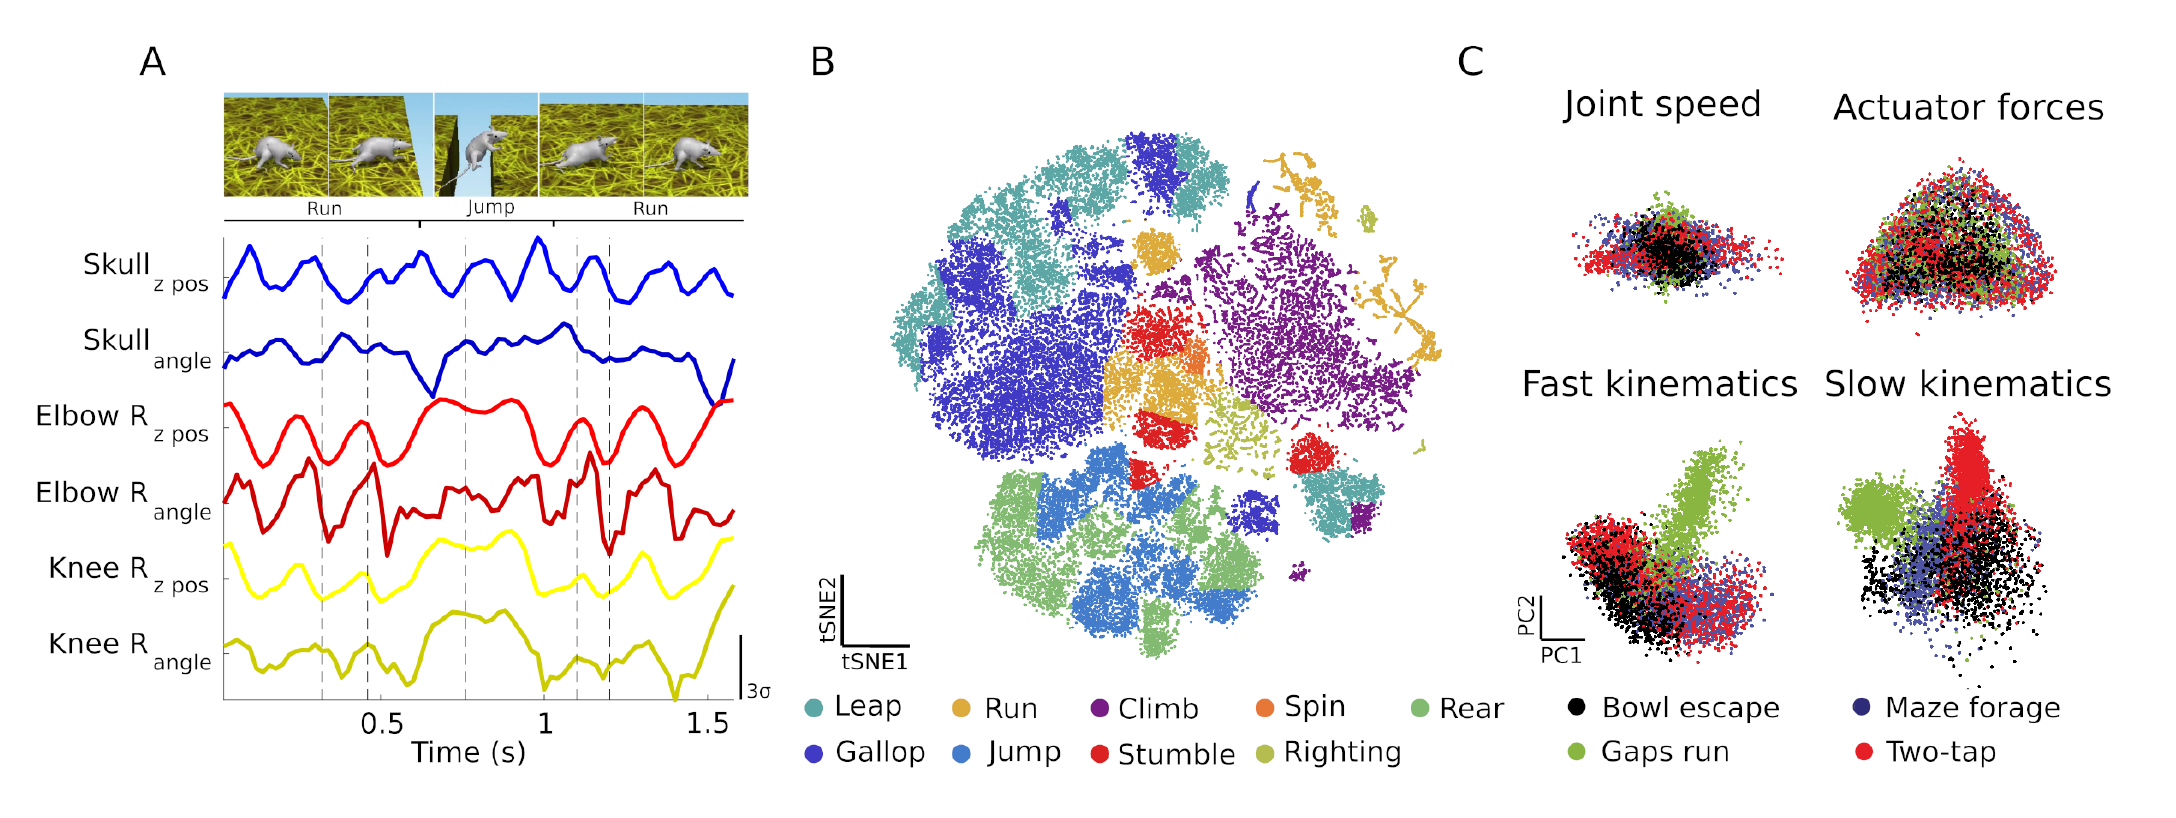 A
Run
Jump
Run
Skull z pos
Skull angle
Elbow R z pos
Elbow R angle
Knee R z pos
Knee R angle
3σ
0.5
1
1.5
Time (s)
B
tSNE2
tSNE1
Leap
Run
Climb
Spin
Rear
Gallop
Jump
Stumble
Righting
C
Joint speed
Actuator forces
Fast kinematics
Slow kinematics
PC2
PC1
Bowl escape
Maze forage
Gaps run
Two-tap